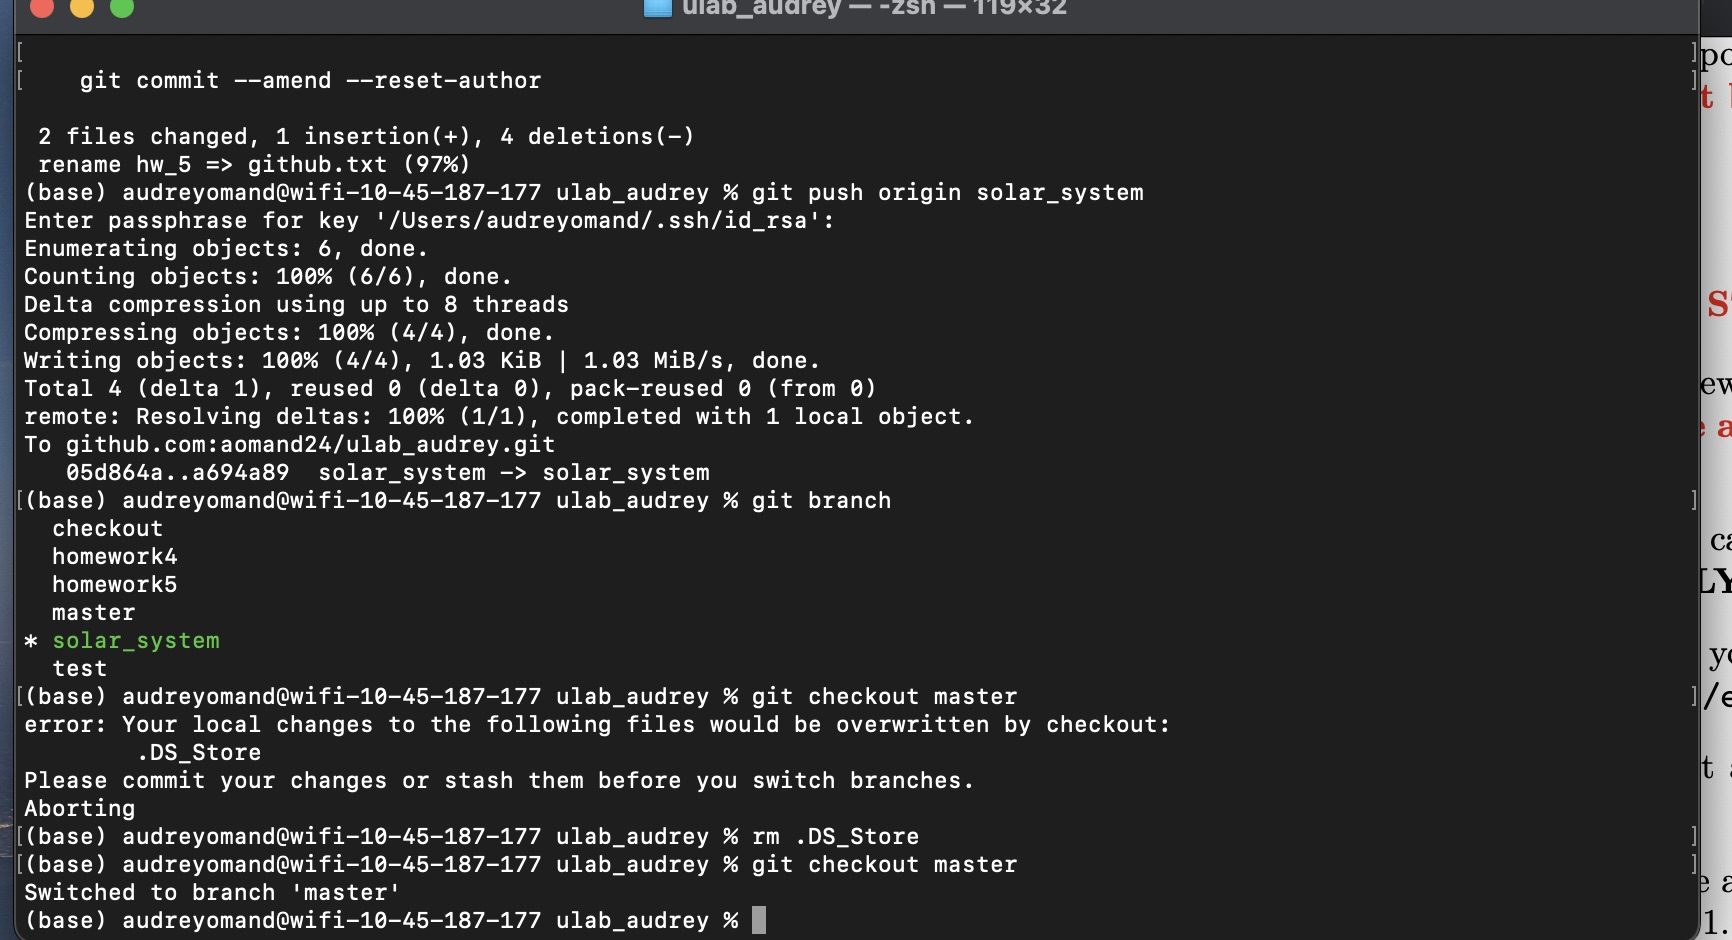 ulab_audrey — -zsh — 119×32
[ ]
[ git commit --amend --reset-author ]
2 files changed, 1 insertion(+), 4 deletions(-)
rename hw_5 => github.txt (97%)
(base) audreyomand@wifi-10-45-187-177 ulab_audrey % git push origin solar_system
Enter passphrase for key '/Users/audreyomand/.ssh/id_rsa':
Enumerating objects: 6, done.
Counting objects: 100% (6/6), done.
Delta compression using up to 8 threads
Compressing objects: 100% (4/4), done.
Writing objects: 100% (4/4), 1.03 KiB | 1.03 MiB/s, done.
Total 4 (delta 1), reused 0 (delta 0), pack-reused 0 (from 0)
remote: Resolving deltas: 100% (1/1), completed with 1 local object.
To github.com:aomand24/ulab_audrey.git
05d864a..a694a89  solar_system -> solar_system
[(base) audreyomand@wifi-10-45-187-177 ulab_audrey % git branch ]
checkout
homework4
homework5
master
* solar_system
test
[(base) audreyomand@wifi-10-45-187-177 ulab_audrey % git checkout master ]
error: Your local changes to the following files would be overwritten by checkout:
.DS_Store
Please commit your changes or stash them before you switch branches.
Aborting
[(base) audreyomand@wifi-10-45-187-177 ulab_audrey % rm .DS_Store ]
[(base) audreyomand@wifi-10-45-187-177 ulab_audrey % git checkout master ]
Switched to branch 'master'
(base) audreyomand@wifi-10-45-187-177 ulab_audrey %